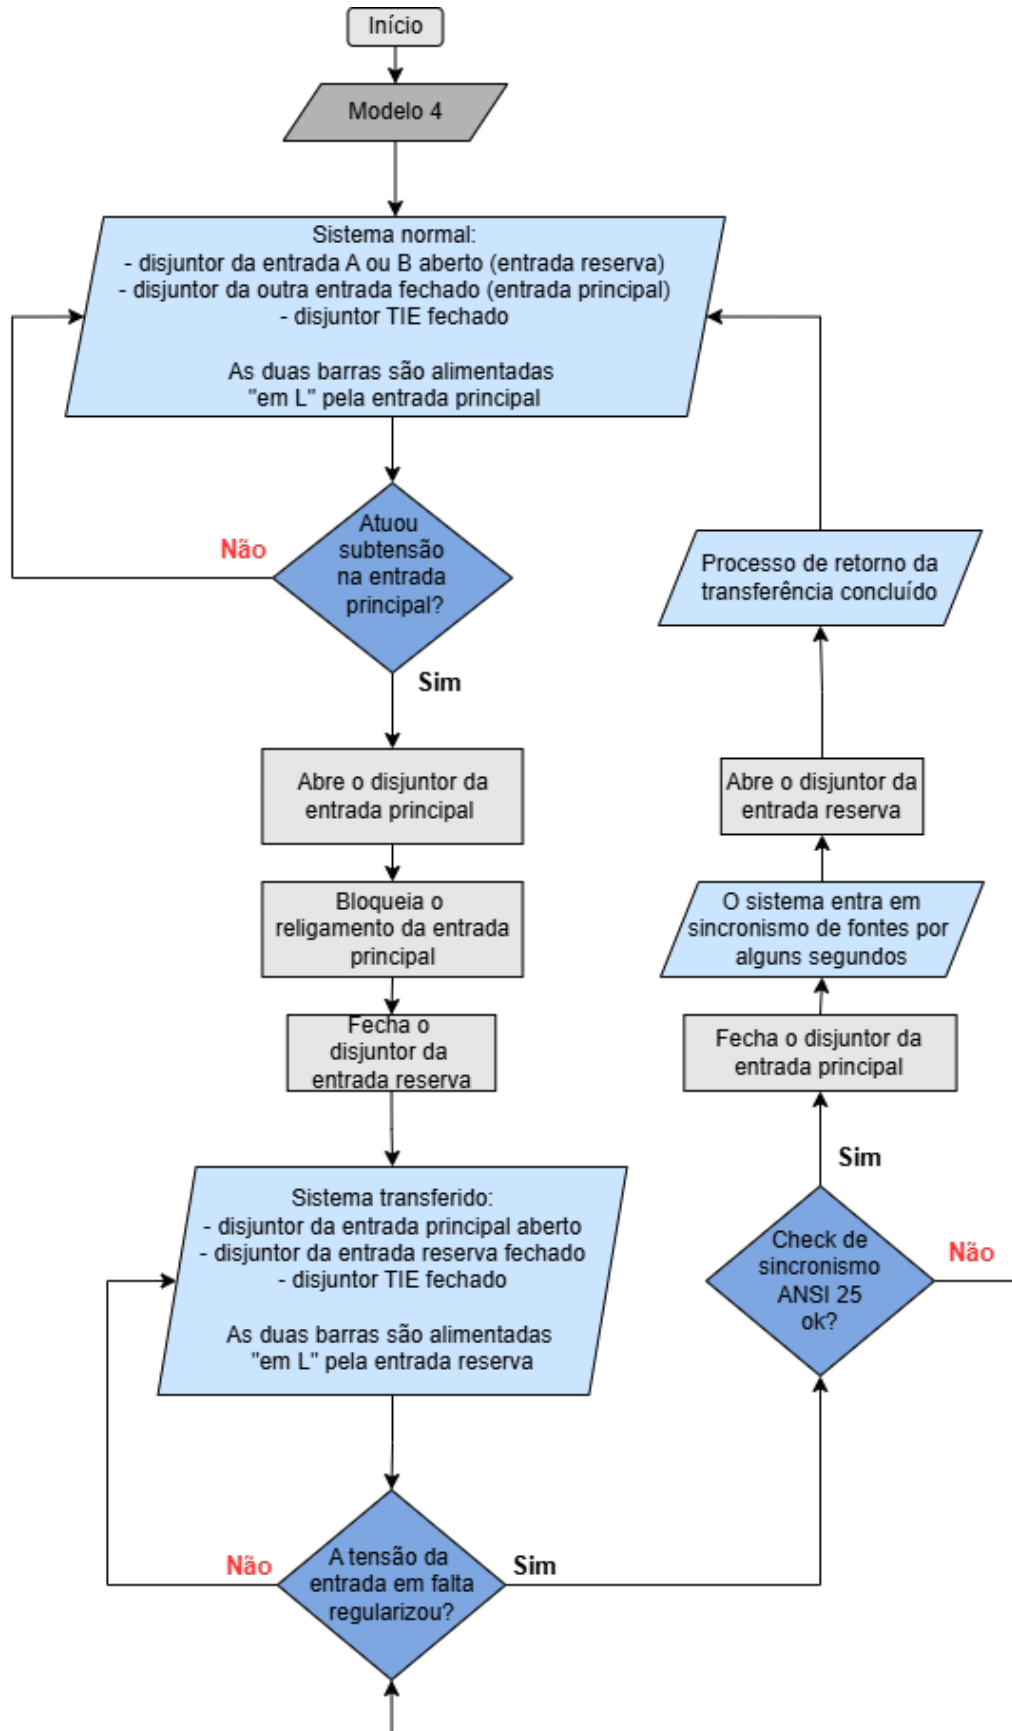 Início
Modelo 4
Sistema normal:
- disjuntor da entrada A ou B aberto (entrada reserva)
- disjuntor da outra entrada fechado (entrada principal)
- disjuntor TIE fechado
As duas barras são alimentadas
"em L" pela entrada principal
Atuou
subtensão
na entrada
principal?
Não
Sim
Abre o disjuntor da
entrada principal
Bloqueia o
religamento da entrada
principal
Fecha o
disjuntor da
entrada reserva
Sistema transferido:
- disjuntor da entrada principal aberto
- disjuntor da entrada reserva fechado
- disjuntor TIE fechado
As duas barras são alimentadas
"em L" pela entrada reserva
A tensão da
entrada em falta
regularizou?
Não
Sim
Check de
sincronismo
ANSI 25
ok?
Não
Sim
Fecha o disjuntor da
entrada principal
O sistema entra em
sincronismo de fontes por
alguns segundos
Abre o disjuntor da
entrada reserva
Processo de retorno da
transferência concluído